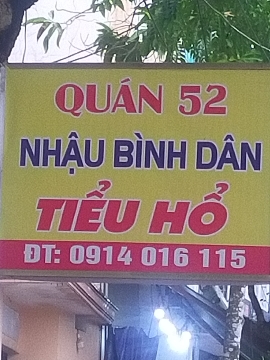 QUÁN 52
NHẬU BÌNH DÂN
TIỂU HỔ
ĐT: 0914 016 115